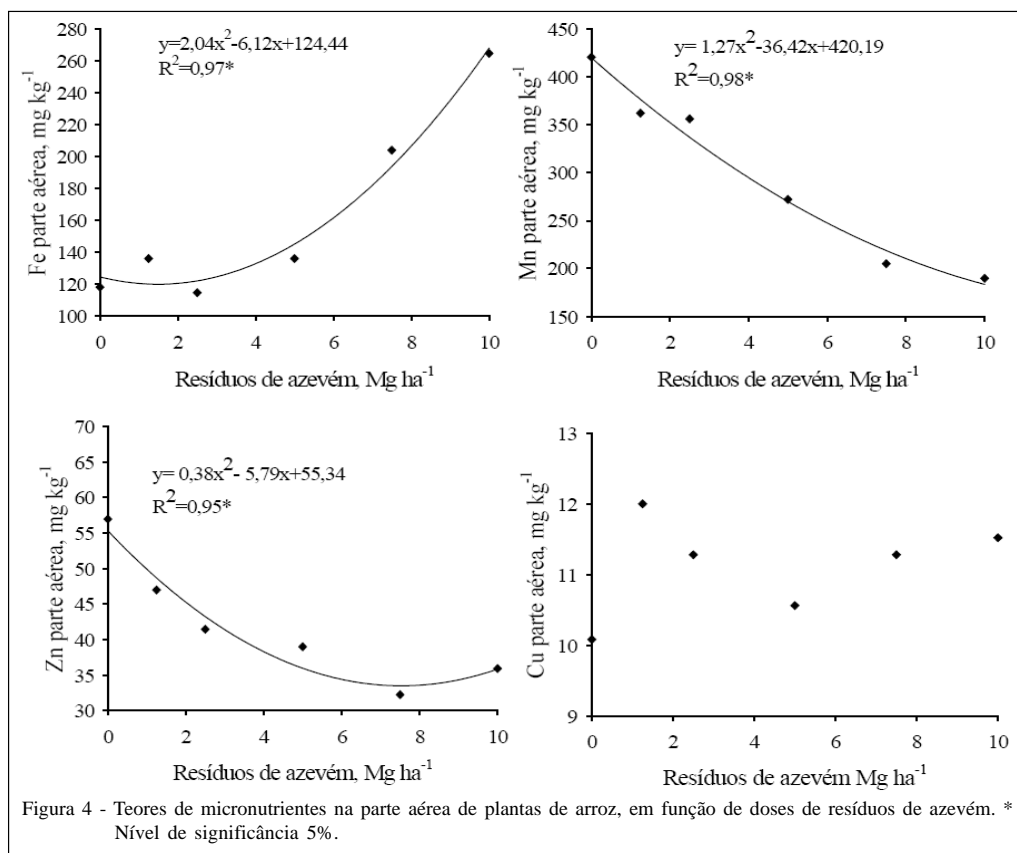 y=2,04x²-6,12x+124,44
R²=0,97*
Fe parte aérea, mg kg⁻¹
280
260
240
220
200
180
160
140
120
100
0 2 4 6 8 10
Resíduos de azevém, Mg ha⁻¹
y= 1,27x²-36,42x+420,19
R²=0,98*
Mn parte aérea, mg kg⁻¹
450
400
350
300
250
200
150
0 2 4 6 8 10
Resíduos de azevém, Mg ha⁻¹
y= 0,38x²- 5,79x+55,34
R²=0,95*
Zn parte aérea, mg kg⁻¹
70
65
60
55
50
45
40
35
30
0 2 4 6 8 10
Resíduos de azevém, Mg ha⁻¹
Cu parte aérea, mg kg⁻¹
13
12
11
10
9
0 2 4 6 8 10
Resíduos de azevém Mg ha⁻¹
Figura 4 - Teores de micronutrientes na parte aérea de plantas de arroz, em função de doses de resíduos de azevém. *
Nível de significância 5%.